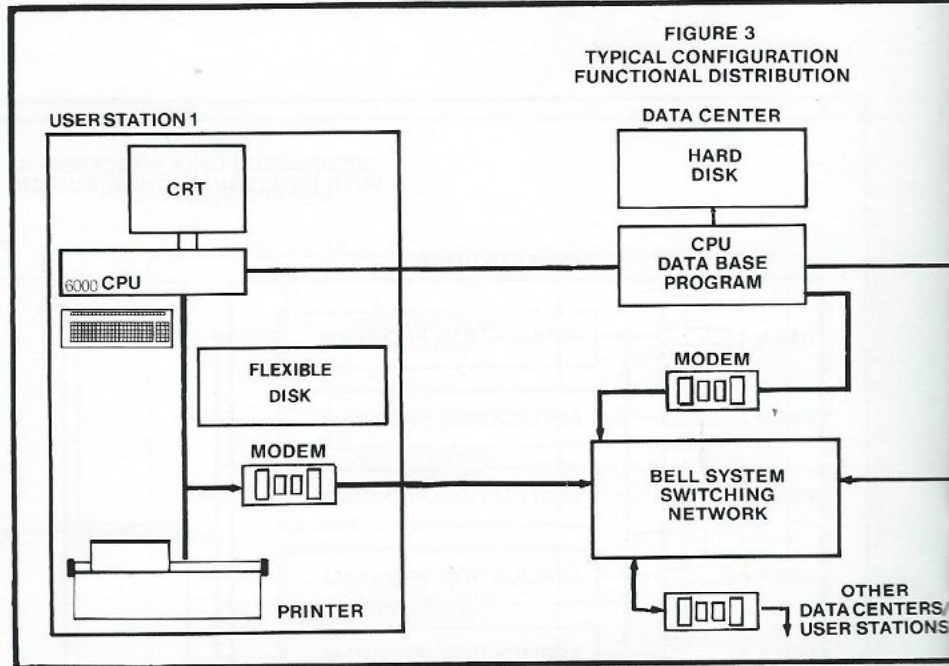 FIGURE 3
TYPICAL CONFIGURATION
FUNCTIONAL DISTRIBUTION
USER STATION 1
CRT
6000 CPU
FLEXIBLE
DISK
MODEM
PRINTER
DATA CENTER
HARD
DISK
CPU
DATA BASE
PROGRAM
MODEM
BELL SYSTEM
SWITCHING
NETWORK
OTHER
DATA CENTERS/
USER STATIONS